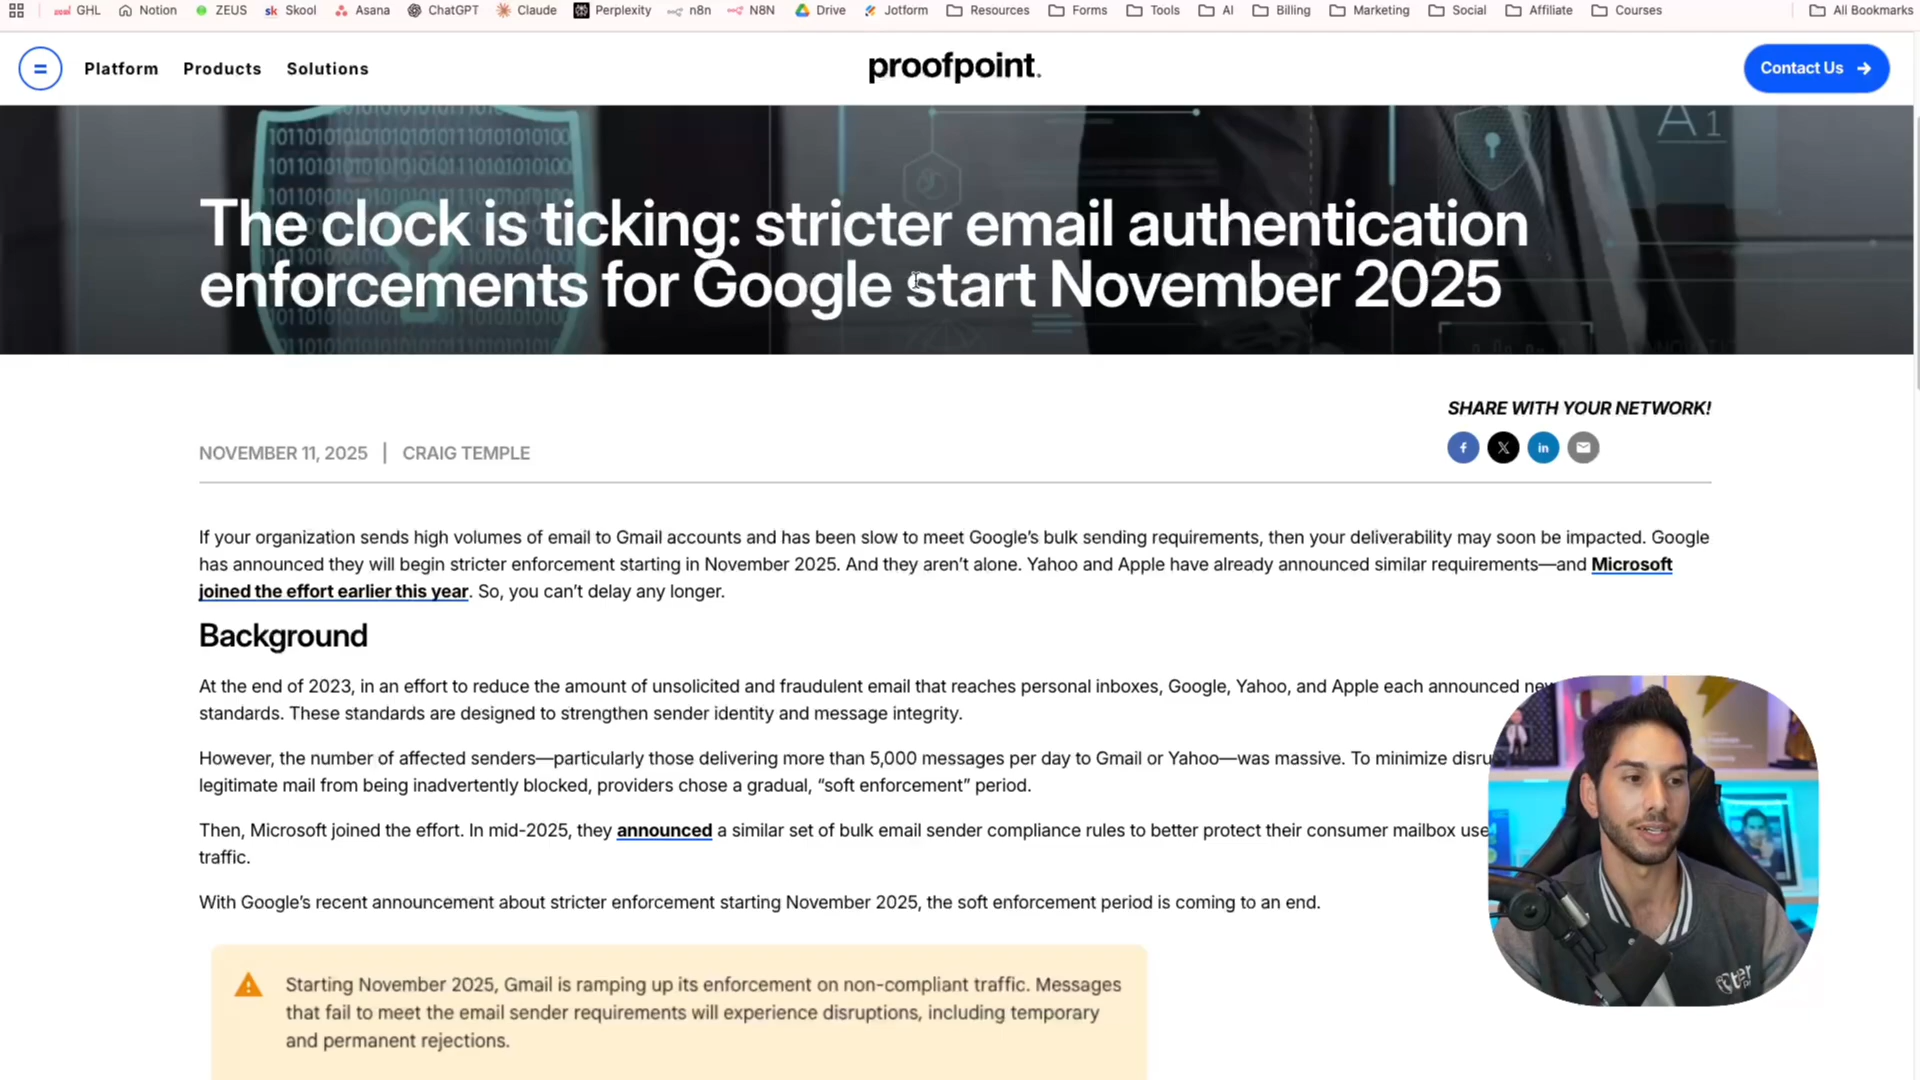 GHL Notion ZEUS Skool Asana ChatGPT Claude Perplexity n8n N8N Drive Jotform Resources Forms Tools AI Billing Marketing Social Affiliate Courses All Bookmarks
Platform Products Solutions proofpoint. Contact Us →
A1
The clock is ticking: stricter email authentication
enforcements for Google start November 2025
SHARE WITH YOUR NETWORK!
NOVEMBER 11, 2025 | CRAIG TEMPLE
If your organization sends high volumes of email to Gmail accounts and has been slow to meet Google’s bulk sending requirements, then your deliverability may soon be impacted. Google
has announced they will begin stricter enforcement starting in November 2025. And they aren’t alone. Yahoo and Apple have already announced similar requirements—and Microsoft
joined the effort earlier this year. So, you can’t delay any longer.
Background
At the end of 2023, in an effort to reduce the amount of unsolicited and fraudulent email that reaches personal inboxes, Google, Yahoo, and Apple each announced
standards. These standards are designed to strengthen sender identity and message integrity.
However, the number of affected senders—particularly those delivering more than 5,000 messages per day to Gmail or Yahoo—was massive. To minimize
legitimate mail from being inadvertently blocked, providers chose a gradual, “soft enforcement” period.
Then, Microsoft joined the effort. In mid-2025, they announced a similar set of bulk email sender compliance rules to better protect their consumer mailbox
traffic.
With Google’s recent announcement about stricter enforcement starting November 2025, the soft enforcement period is coming to an end.
Starting November 2025, Gmail is ramping up its enforcement on non-compliant traffic. Messages
that fail to meet the email sender requirements will experience disruptions, including temporary
and permanent rejections.